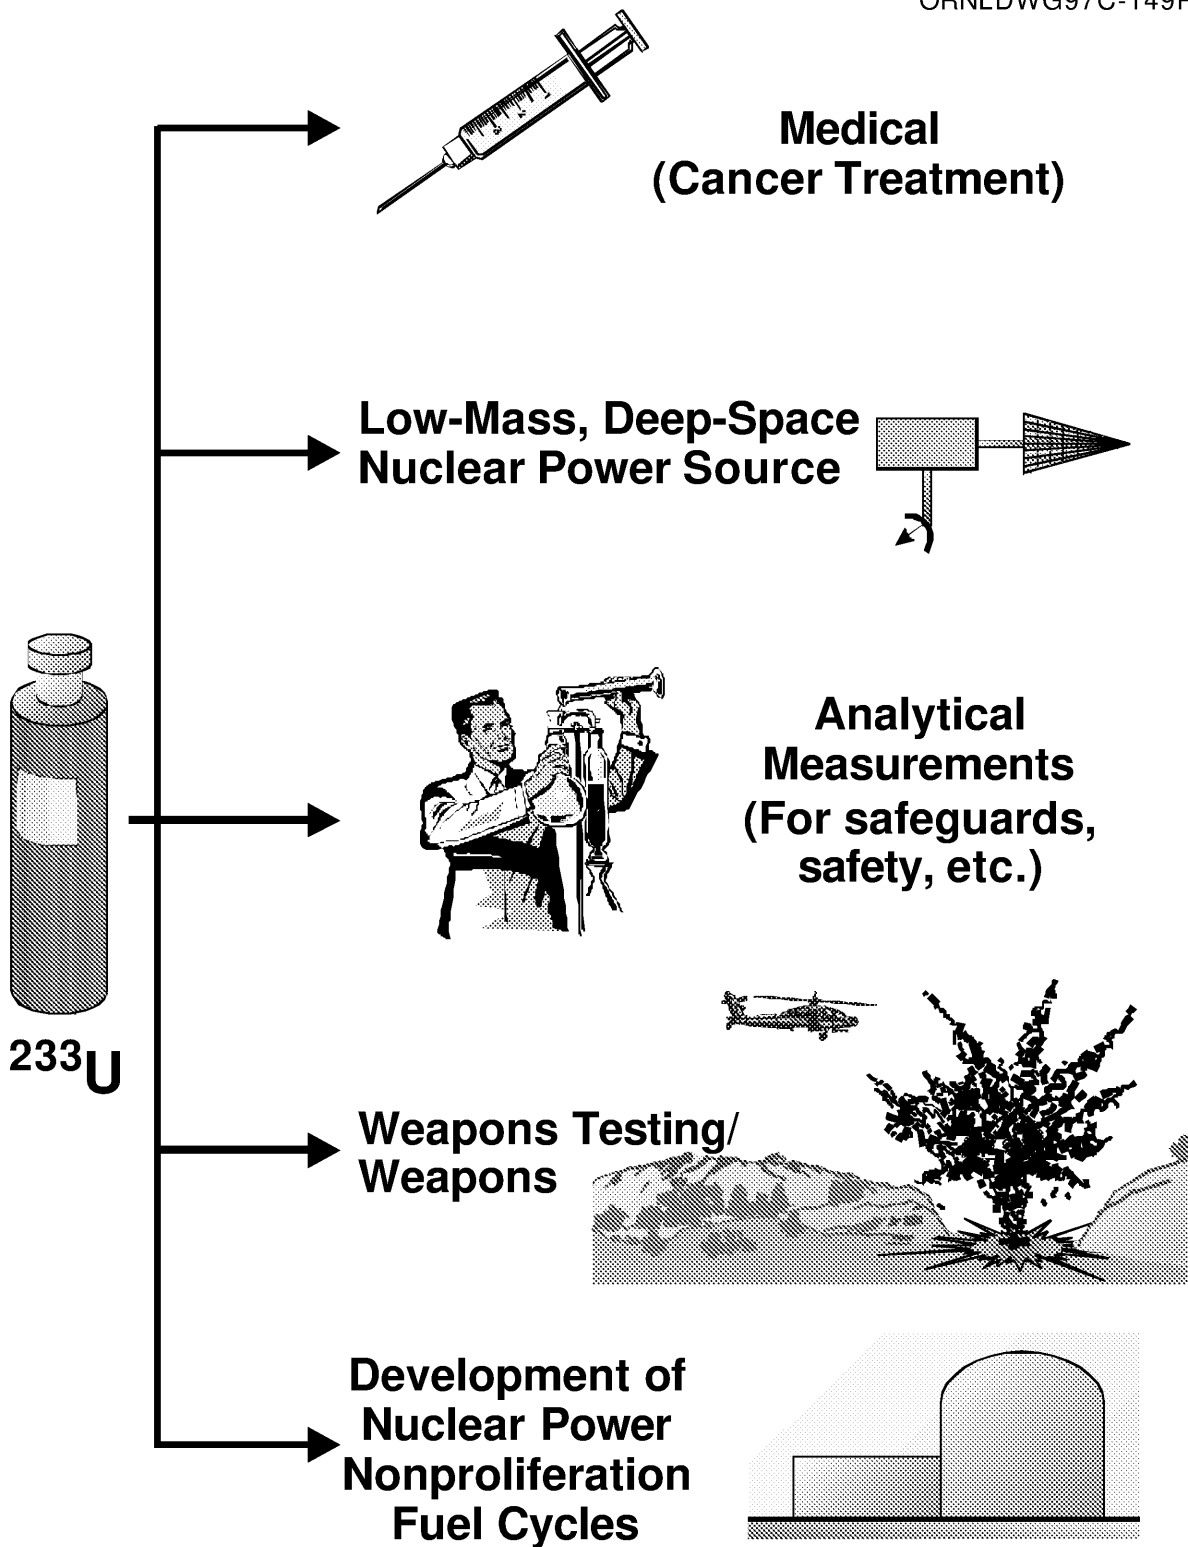 Medical
(Cancer Treatment)
Low-Mass, Deep-Space
Nuclear Power Source
Analytical
Measurements
(For safeguards,
safety, etc.)
233U
Weapons Testing/
Weapons
Development of
Nuclear Power
Nonproliferation
Fuel Cycles